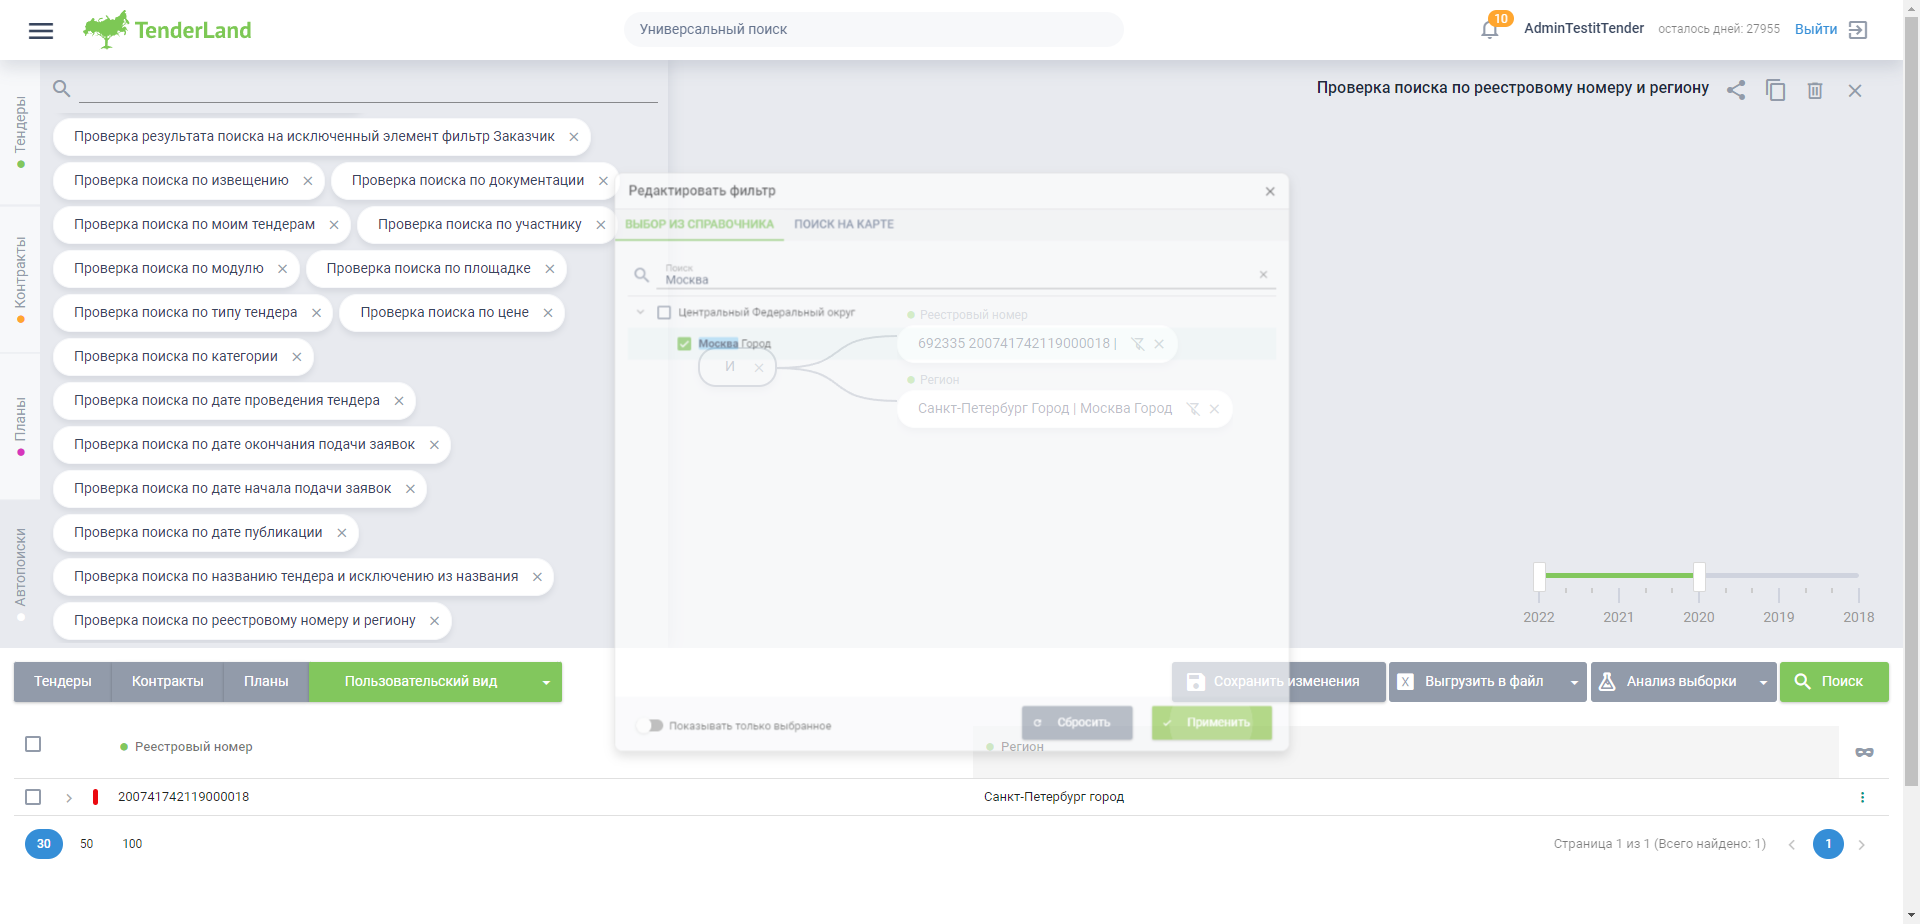 TenderLand
Универсальный поиск
10
AdminTestitTender
осталось дней: 27955
Выйти
Тендеры
Контракты
Планы
Автопоиски
Проверка поиска по реестровому номеру и региону
Проверка результата поиска на исключенный элемент фильтр Заказчик
Проверка поиска по извещению
Проверка поиска по документации
Проверка поиска по моим тендерам
Проверка поиска по участнику
Проверка поиска по модулю
Проверка поиска по площадке
Проверка поиска по типу тендера
Проверка поиска по цене
Проверка поиска по категории
Проверка поиска по дате проведения тендера
Проверка поиска по дате окончания подачи заявок
Проверка поиска по дате начала подачи заявок
Проверка поиска по дате публикации
Проверка поиска по названию тендера и исключению из названия
Проверка поиска по реестровому номеру и региону
Редактировать фильтр
ВЫБОР ИЗ СПРАВОЧНИКА
ПОИСК НА КАРТЕ
Поиск
Москва
Центральный Федеральный округ
Москва Город
И
Реестровый номер
692335 200741742119000018 |
Регион
Санкт-Петербург Город | Москва Город
Показывать только выбранное
Сбросить
Применить
2022
2021
2020
2019
2018
Тендеры
Контракты
Планы
Пользовательский вид
Сохранить изменения
X
Выгрузить в файл
Анализ выборки
Поиск
Реестровый номер
Регион
200741742119000018
Санкт-Петербург город
30
50
100
Страница 1 из 1 (Всего найдено: 1)
1